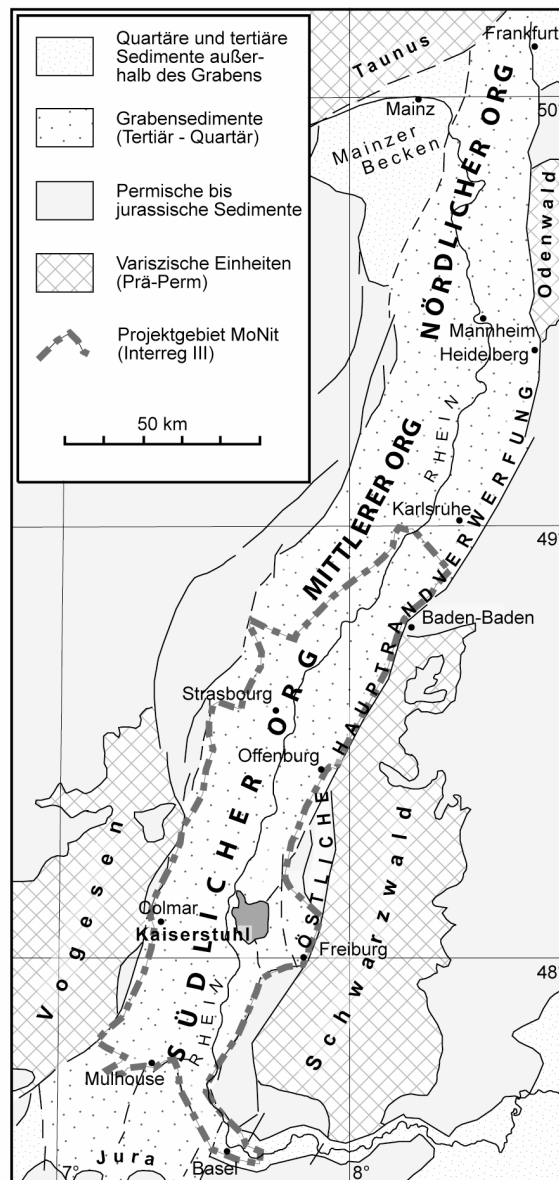 Quartäre und tertiäre
Sedimente außer-
halb des Grabens
Grabensedimente
(Tertiär - Quartär)
Permische bis
jurassische Sedimente
Variszische Einheiten
(Prä-Perm)
Projektgebiet MoNit
(Interreg III)
50 km
Frankfurt
Taunus
50°
Mainz
Mainzer
Becken
NÖRDLICHER ORG
Odenwald
Mannheim
Heidelberg
RHEIN
MITTLERER ORG
Karlsruhe
49°
ÖSTLICHE HAUPTRANDVERWERFUNG
Baden-Baden
Strasbourg
SÜDLICHER ORG
Offenburg
Vogesen
Schwarzwald
Colmar
Kaiserstuhl
Freiburg
48°
RHEIN
Mulhouse
Jura
Basel
7°
8°